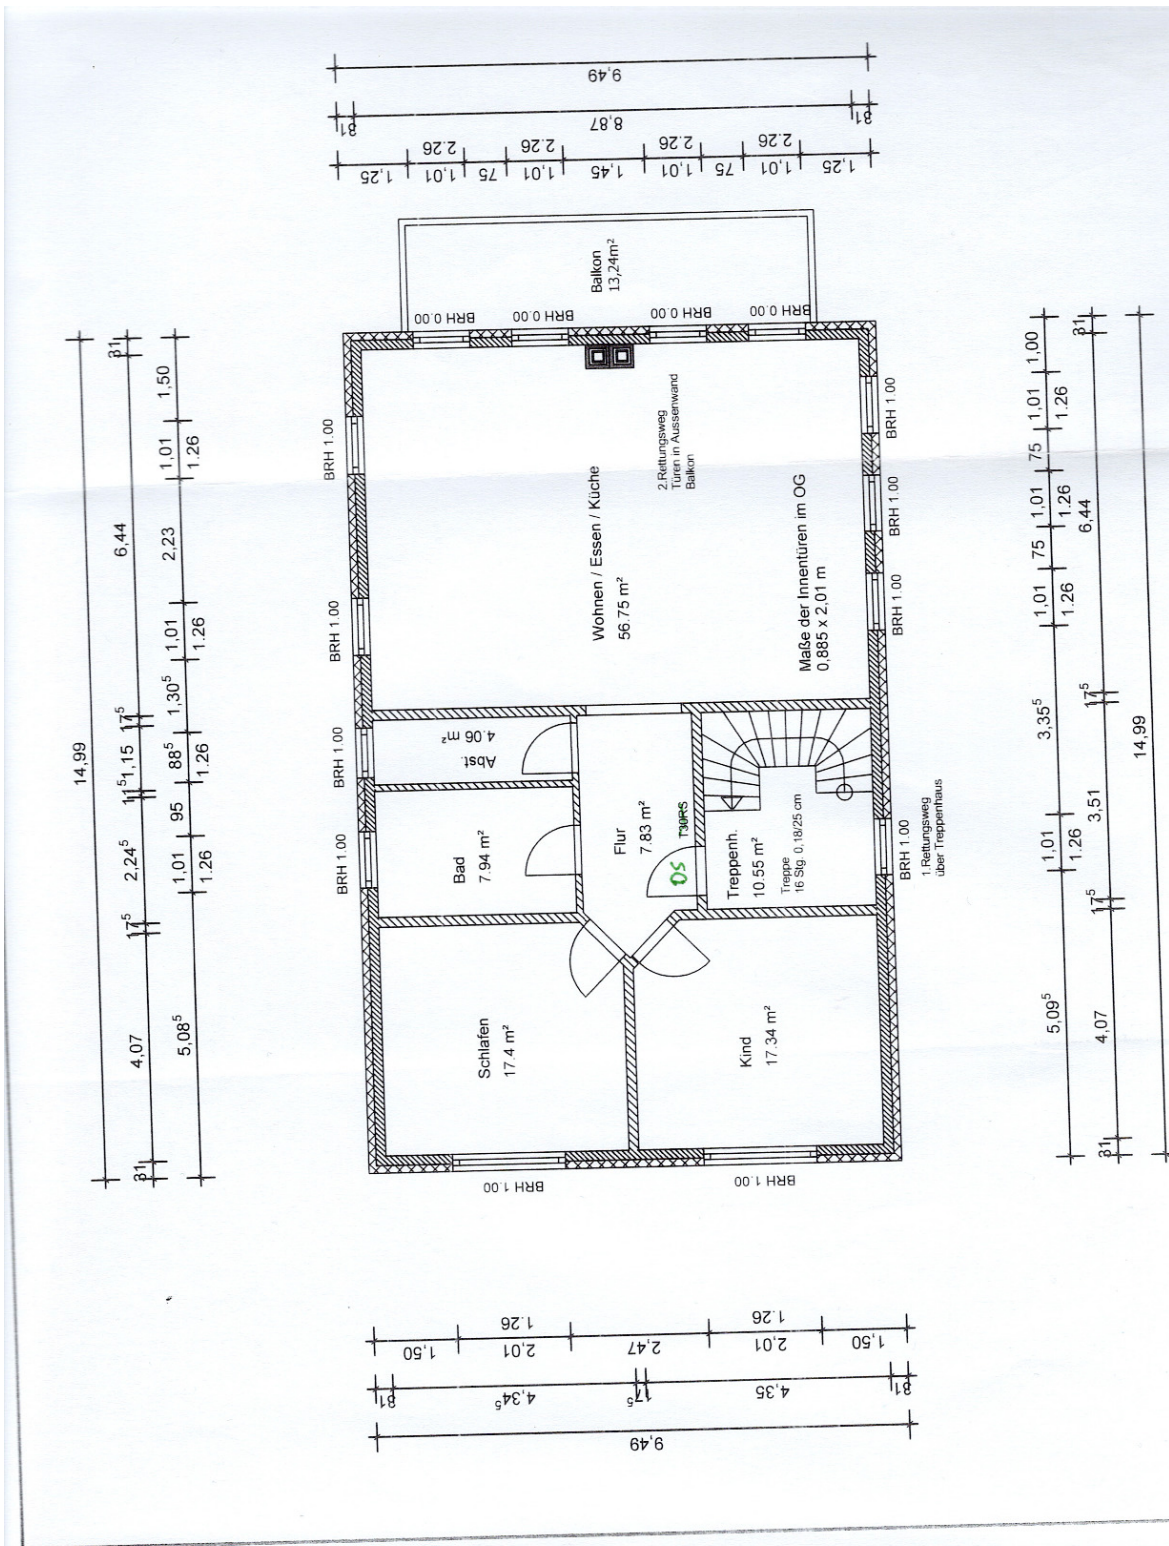 9,49
31
8,87
31
2.26
2.26
2.26
2.26
1,25
1,01
75
1,01
1,45
1,01
75
1,01
1,25
Balkon
13,24m²
BRH 0.00
BRH 0.00
BRH 0.00
BRH 0.00
14,99
31
4,07
17⁵
2,24⁵
11⁵
1,15
17⁵
6,44
31
5,08⁵
1,01
1.26
95
88⁵
1.26
1,30⁵
1,01
1.26
2,23
1,01
1.26
1,50
BRH 1.00
BRH 1.00
BRH 1.00
BRH 1.00
Wohnen / Essen / Küche
56.75 m²
2.Rettungsweg
Türen in Aussenwand
Balkon
Maße der Innentüren im OG
0,885 x 2,01 m
Abst.
4.06 m²
Bad
7.94 m²
Flur
7.83 m²
T30RS
DS
Treppenh.
10.55 m²
Treppe
16 Stg. 0,18/25 cm
Schlafen
17.4 m²
Kind
17.34 m²
BRH 1.00
BRH 1.00
BRH 1.00
BRH 1.00
1.Rettungsweg
über Treppenhaus
BRH 1.00
BRH 1.00
5,09⁵
1,01
1.26
3,35⁵
1,01
1.26
75
1,01
1.26
75
1,01
1.26
1,00
31
4,07
17⁵
3,51
17⁵
6,44
31
14,99
1.26
1.26
1,50
2,01
2,47
2,01
1,50
31
4,34⁵
17⁵
4,35
31
9,49